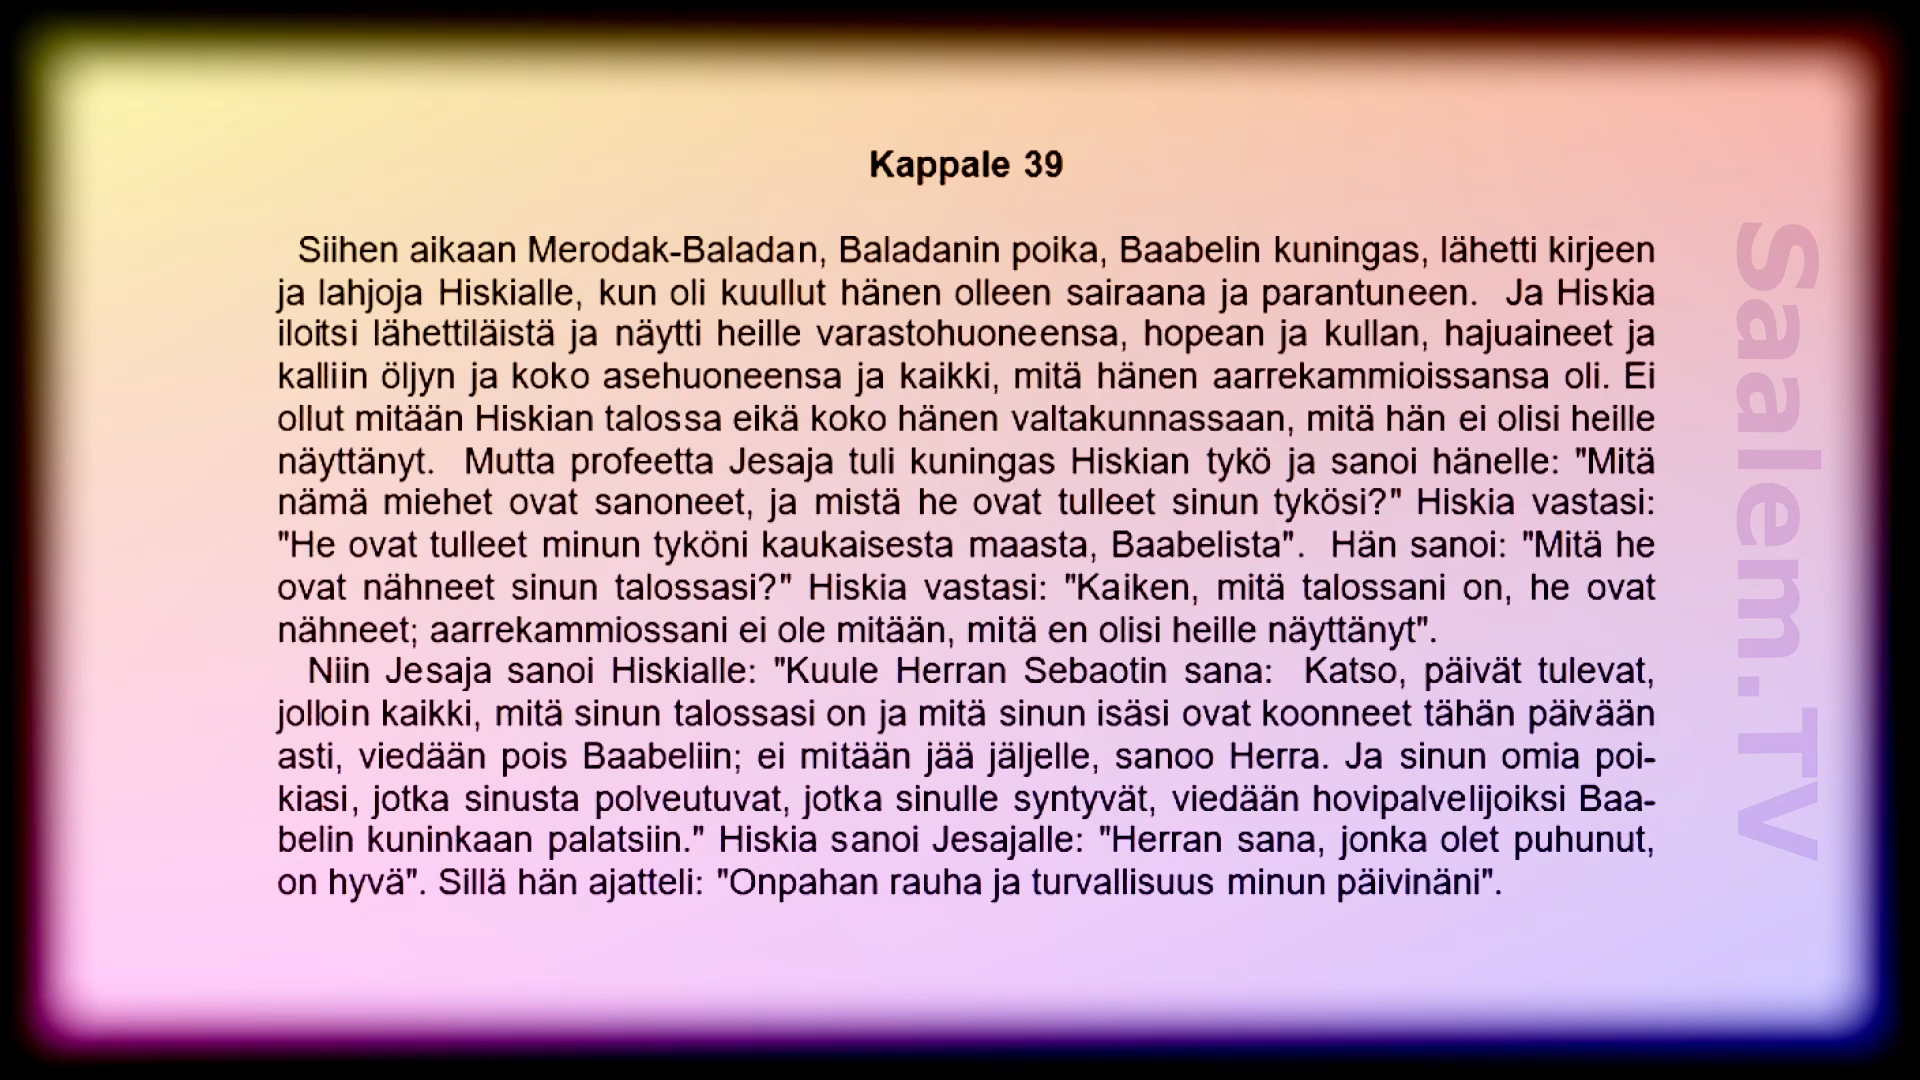 Kappale 39
Siihen aikaan Merodak-Baladan, Baladanin poika, Baabelin kuningas, lähetti kirjeen
ja lahjoja Hiskialle, kun oli kuullut hänen olleen sairaana ja parantuneen. Ja Hiskia
iloitsi lähettiläistä ja näytti heille varastohuoneensa, hopean ja kullan, hajuaineet ja
kalliin öljyn ja koko asehuoneensa ja kaikki, mitä hänen aarrekammioissansa oli. Ei
ollut mitään Hiskian talossa eikä koko hänen valtakunnassaan, mitä hän ei olisi heille
näyttänyt. Mutta profeetta Jesaja tuli kuningas Hiskian tykö ja sanoi hänelle: "Mitä
nämä miehet ovat sanoneet, ja mistä he ovat tulleet sinun tykösi?" Hiskia vastasi:
"He ovat tulleet minun tyköni kaukaisesta maasta, Baabelista". Hän sanoi: "Mitä he
ovat nähneet sinun talossasi?" Hiskia vastasi: "Kaiken, mitä talossani on, he ovat
nähneet; aarrekammiossani ei ole mitään, mitä en olisi heille näyttänyt".
Niin Jesaja sanoi Hiskialle: "Kuule Herran Sebaotin sana: Katso, päivät tulevat,
jolloin kaikki, mitä sinun talossasi on ja mitä sinun isäsi ovat koonneet tähän päivään
asti, viedään pois Baabeliin; ei mitään jää jäljelle, sanoo Herra. Ja sinun omia poi-
kiasi, jotka sinusta polveutuvat, jotka sinulle syntyvät, viedään hovipalvelijoiksi Baa-
belin kuninkaan palatsiin." Hiskia sanoi Jesajalle: "Herran sana, jonka olet puhunut,
on hyvä". Sillä hän ajatteli: "Onpahan rauha ja turvallisuus minun päivinäni".
Saalem.TV